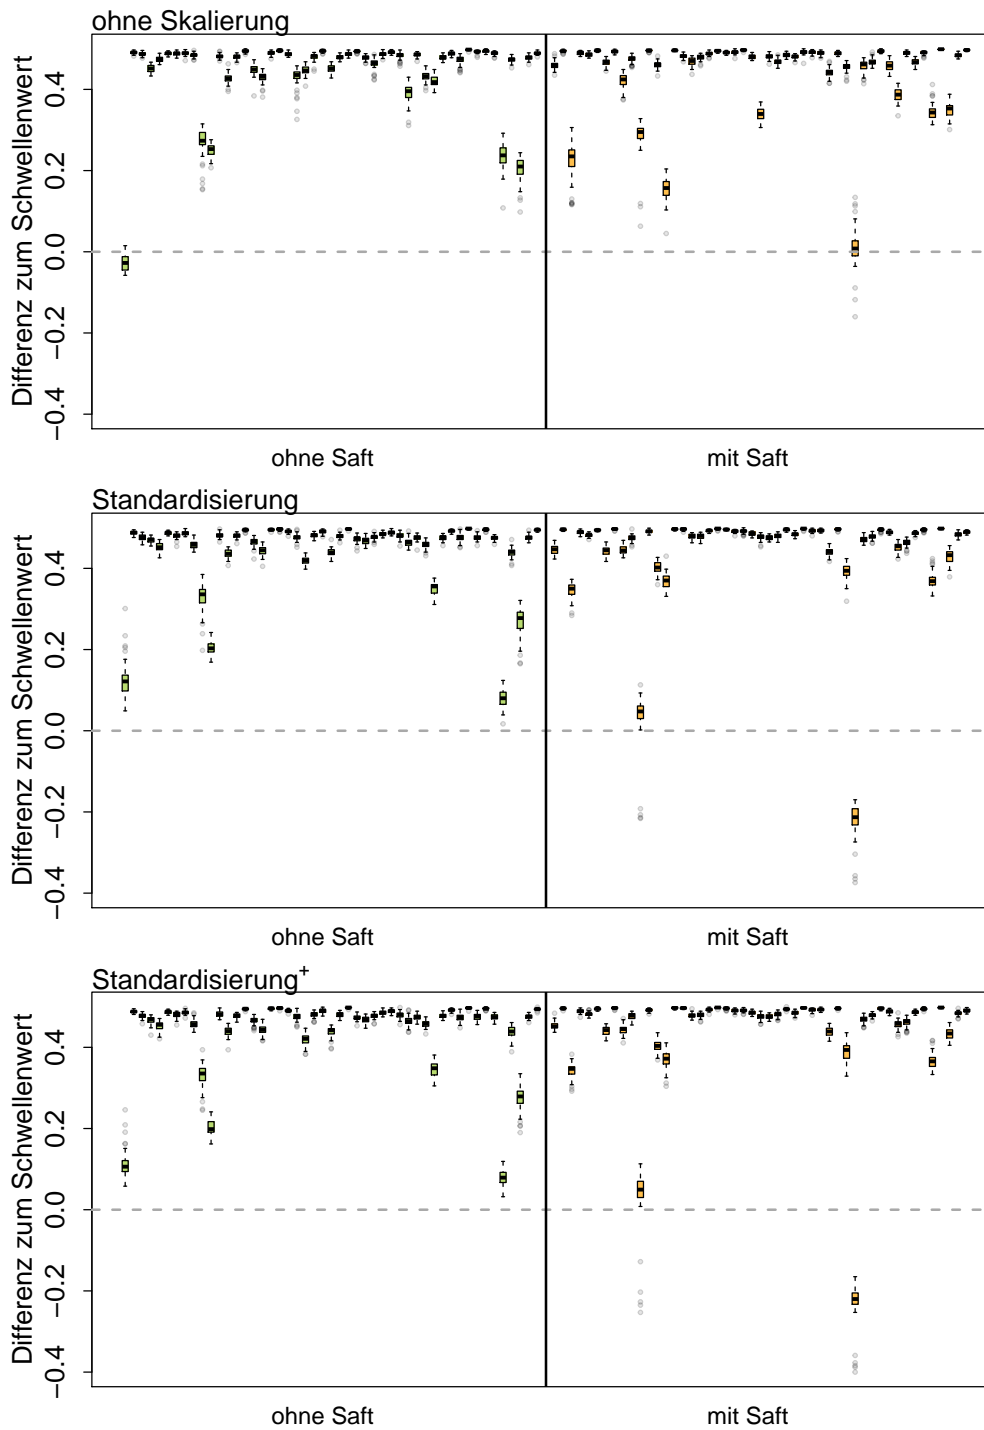 ohne Skalierung
Differenz zum Schwellenwert
0.4
0.2
0.0
−0.2
−0.4
ohne Saft
mit Saft
Standardisierung
Differenz zum Schwellenwert
0.4
0.2
0.0
−0.2
−0.4
ohne Saft
mit Saft
Standardisierung⁺
Differenz zum Schwellenwert
0.4
0.2
0.0
−0.2
−0.4
ohne Saft
mit Saft